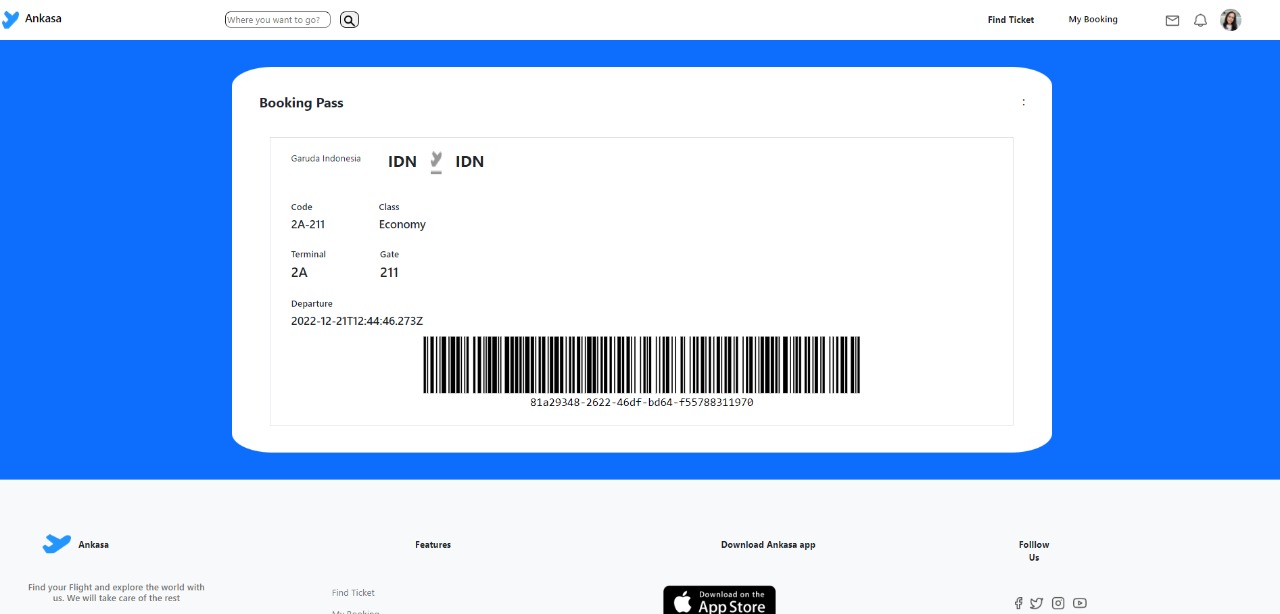 Ankasa
Where you want to go?
Find Ticket
My Booking
Booking Pass
:
Garuda Indonesia
IDN IDN
Code Class
2A-211 Economy
Terminal Gate
2A 211
Departure
2022-12-21T12:44:46.273Z
81a29348-2622-46df-bd64-f55788311970
Ankasa
Find your Flight and explore the world with
us. We will take care of the rest
Features
Find Ticket
My Booking
Download Ankasa app
Download on the
App Store
Folllow
Us